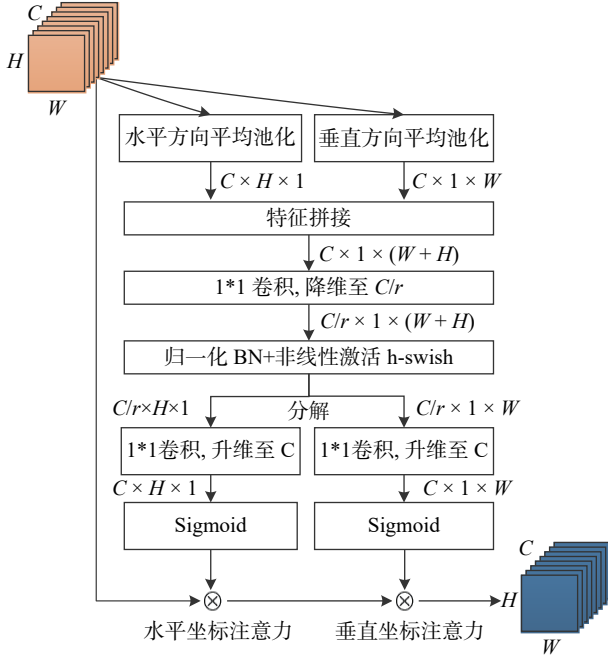 C
H
W
水平方向平均池化
垂直方向平均池化
C × H × 1
C × 1 × W
特征拼接
C × 1 × (W + H)
1*1 卷积, 降维至 C/r
C/r × 1 × (W + H)
归一化 BN+非线性激活 h-swish
C/r×H×1
分解
C/r × 1 × W
1*1卷积, 升维至 C
1*1卷积, 升维至 C
C × H × 1
C × 1 × W
Sigmoid
Sigmoid
C
H
W
水平坐标注意力
垂直坐标注意力